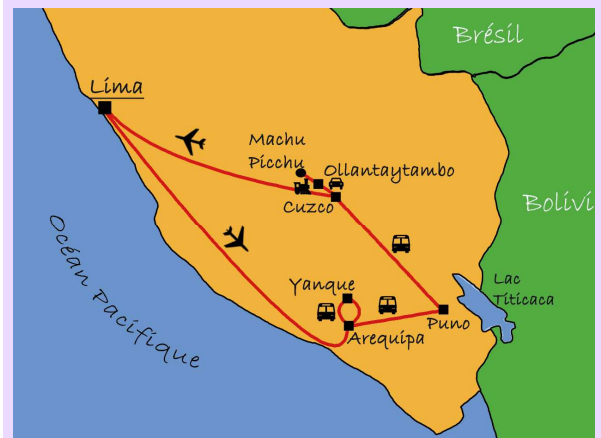 Brésil
Lima
Machu
Picchu
Ollantaytambo
Cuzco
Bolivi
Océan Pacifique
Yanque
Lac
Titicaca
Puno
Arequipa